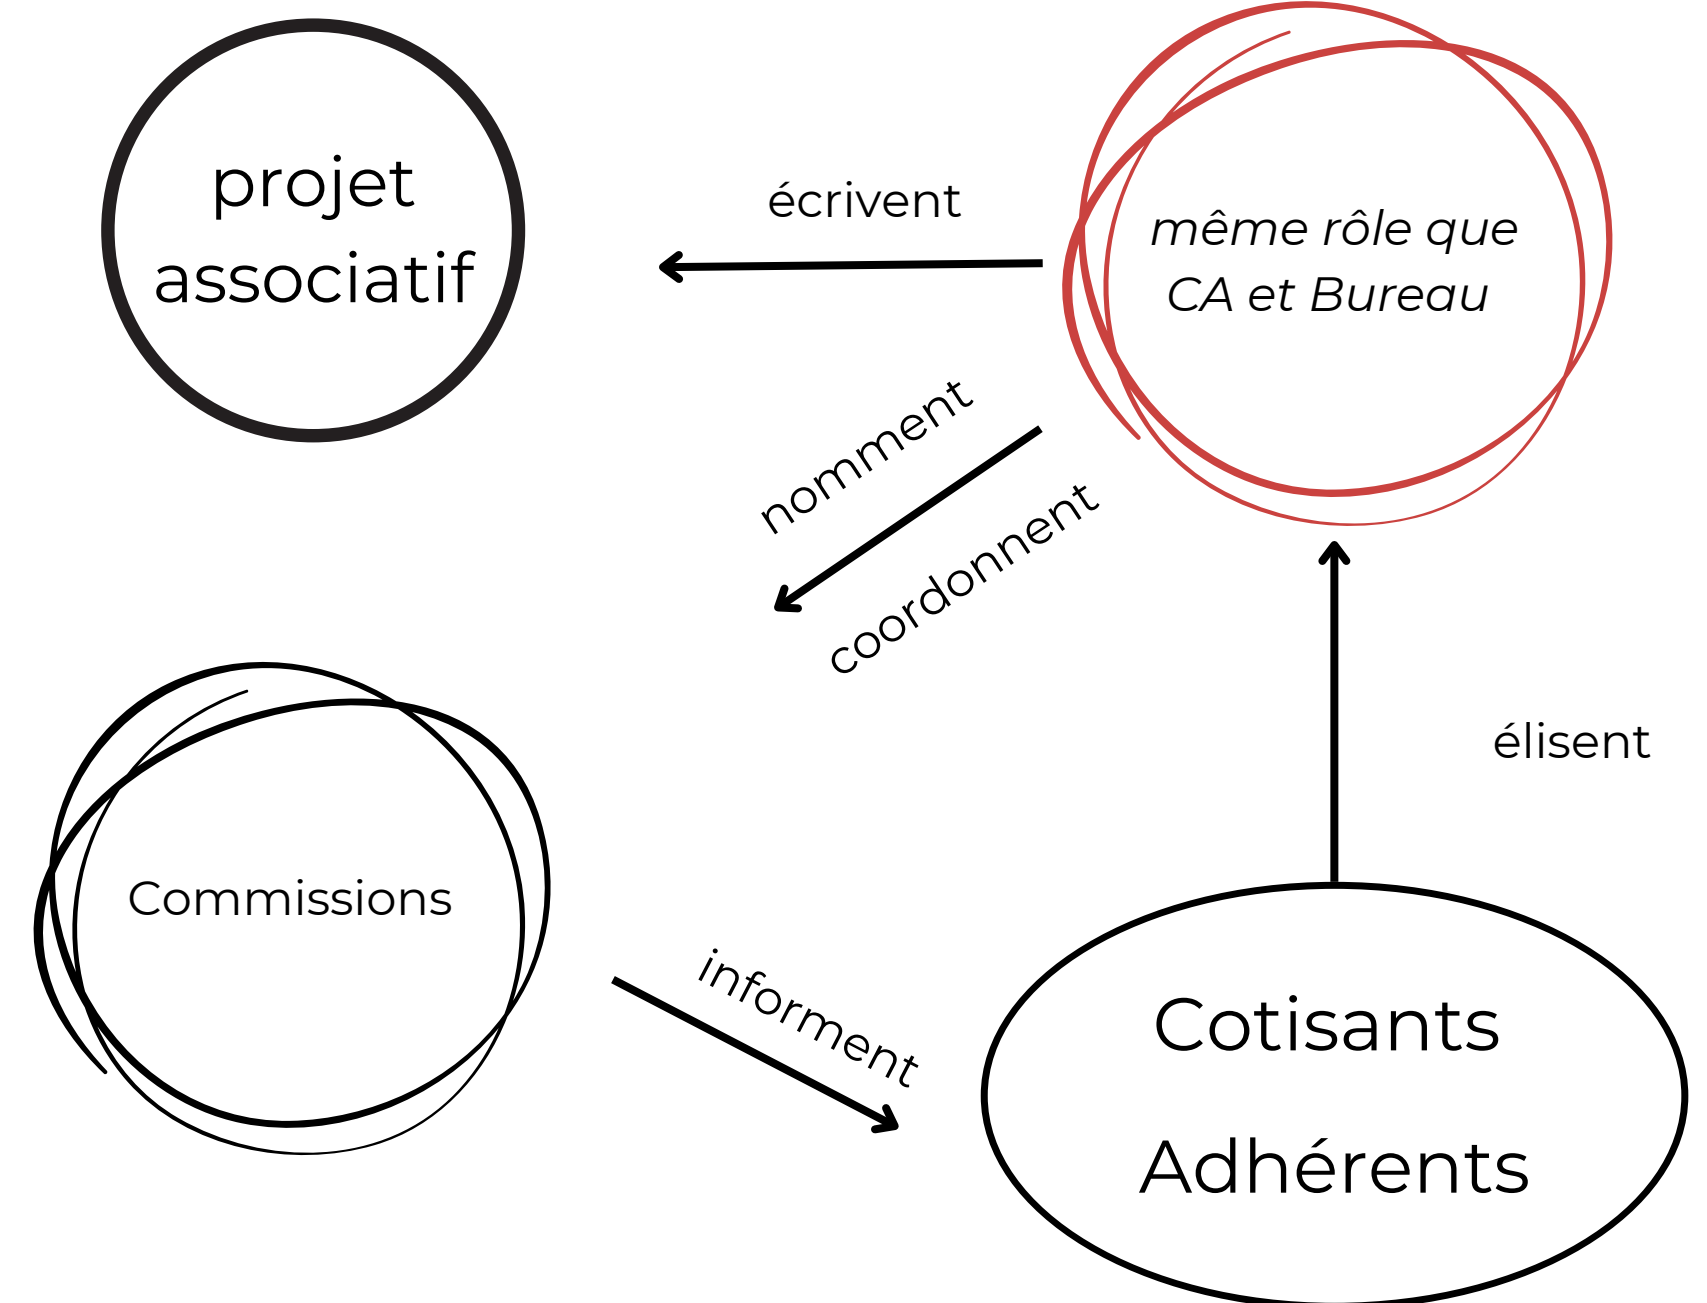 projet
associatif
écrivent
même rôle que
CA et Bureau
nomment
coordonnent
élisent
Commissions
informent
Cotisants
Adhérents